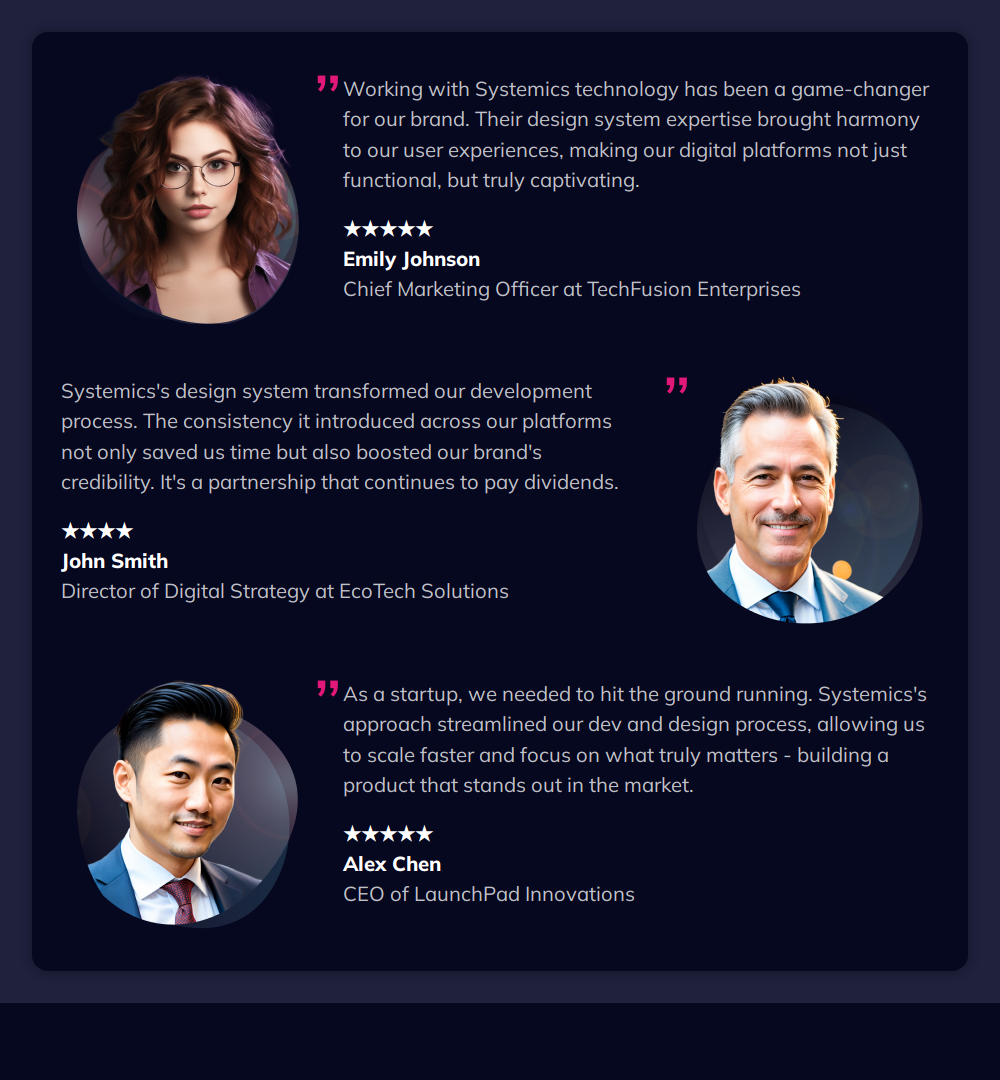 ”Working with Systemics technology has been a game-changer
for our brand. Their design system expertise brought harmony
to our user experiences, making our digital platforms not just
functional, but truly captivating.
★★★★★
Emily Johnson
Chief Marketing Officer at TechFusion Enterprises
Systemics's design system transformed our development ”
process. The consistency it introduced across our platforms
not only saved us time but also boosted our brand's
credibility. It's a partnership that continues to pay dividends.
★★★★
John Smith
Director of Digital Strategy at EcoTech Solutions
”As a startup, we needed to hit the ground running. Systemics's
approach streamlined our dev and design process, allowing us
to scale faster and focus on what truly matters - building a
product that stands out in the market.
★★★★★
Alex Chen
CEO of LaunchPad Innovations